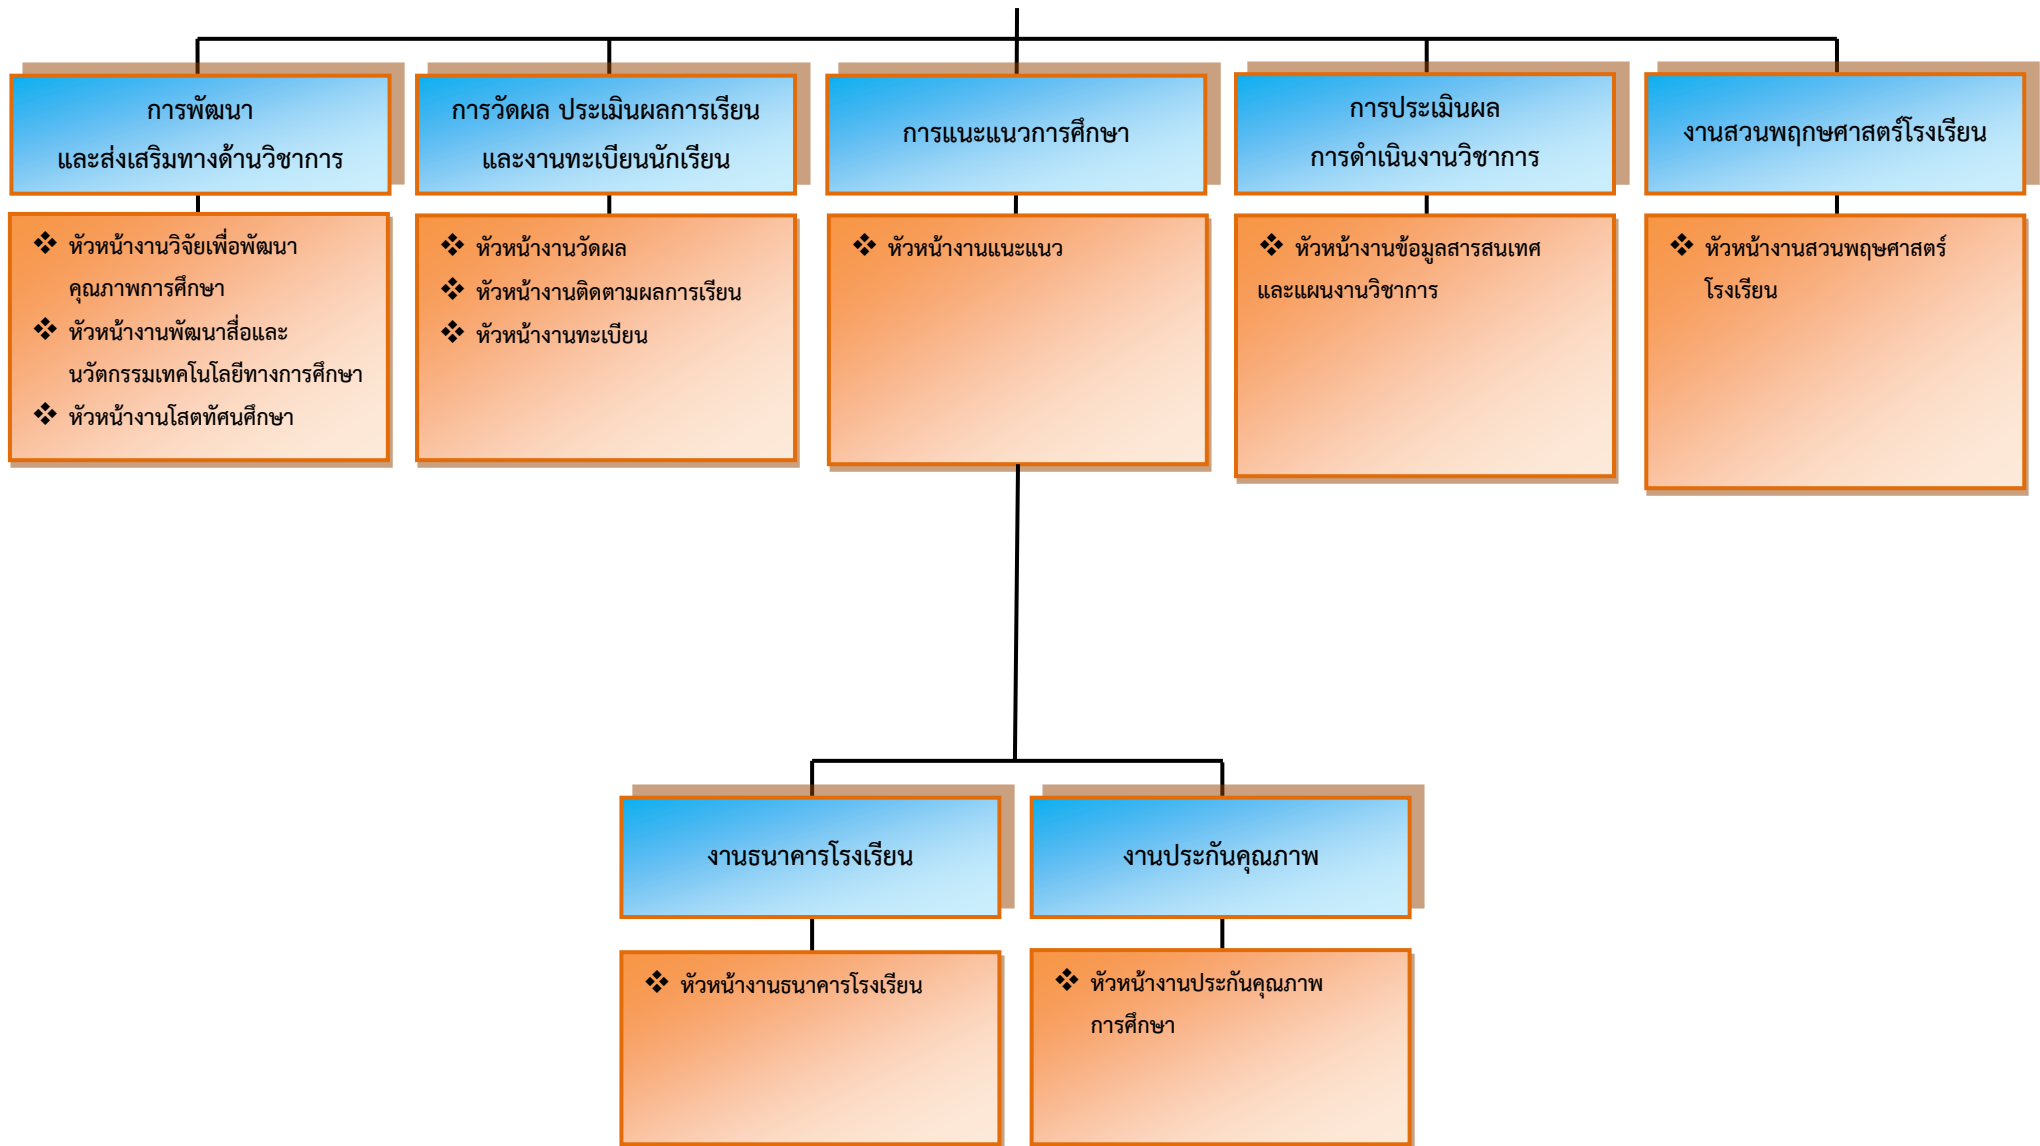 การพัฒนา
และส่งเสริมทางด้านวิชาการ
การวัดผล ประเมินผลการเรียน
และงานทะเบียนนักเรียน
การแนะแนวการศึกษา
การประเมินผล
การดำเนินงานวิชาการ
งานสวนพฤกษศาสตร์โรงเรียน
❖ หัวหน้างานวิจัยเพื่อพัฒนา
คุณภาพการศึกษา
❖ หัวหน้างานพัฒนาสื่อและ
นวัตกรรมเทคโนโลยีทางการศึกษา
❖ หัวหน้างานโสตทัศนศึกษา
❖ หัวหน้างานวัดผล
❖ หัวหน้างานติดตามผลการเรียน
❖ หัวหน้างานทะเบียน
❖ หัวหน้างานแนะแนว
❖ หัวหน้างานข้อมูลสารสนเทศ
และแผนงานวิชาการ
❖ หัวหน้างานสวนพฤษศาสตร์
โรงเรียน
งานธนาคารโรงเรียน
งานประกันคุณภาพ
❖ หัวหน้างานธนาคารโรงเรียน
❖ หัวหน้างานประกันคุณภาพ
การศึกษา